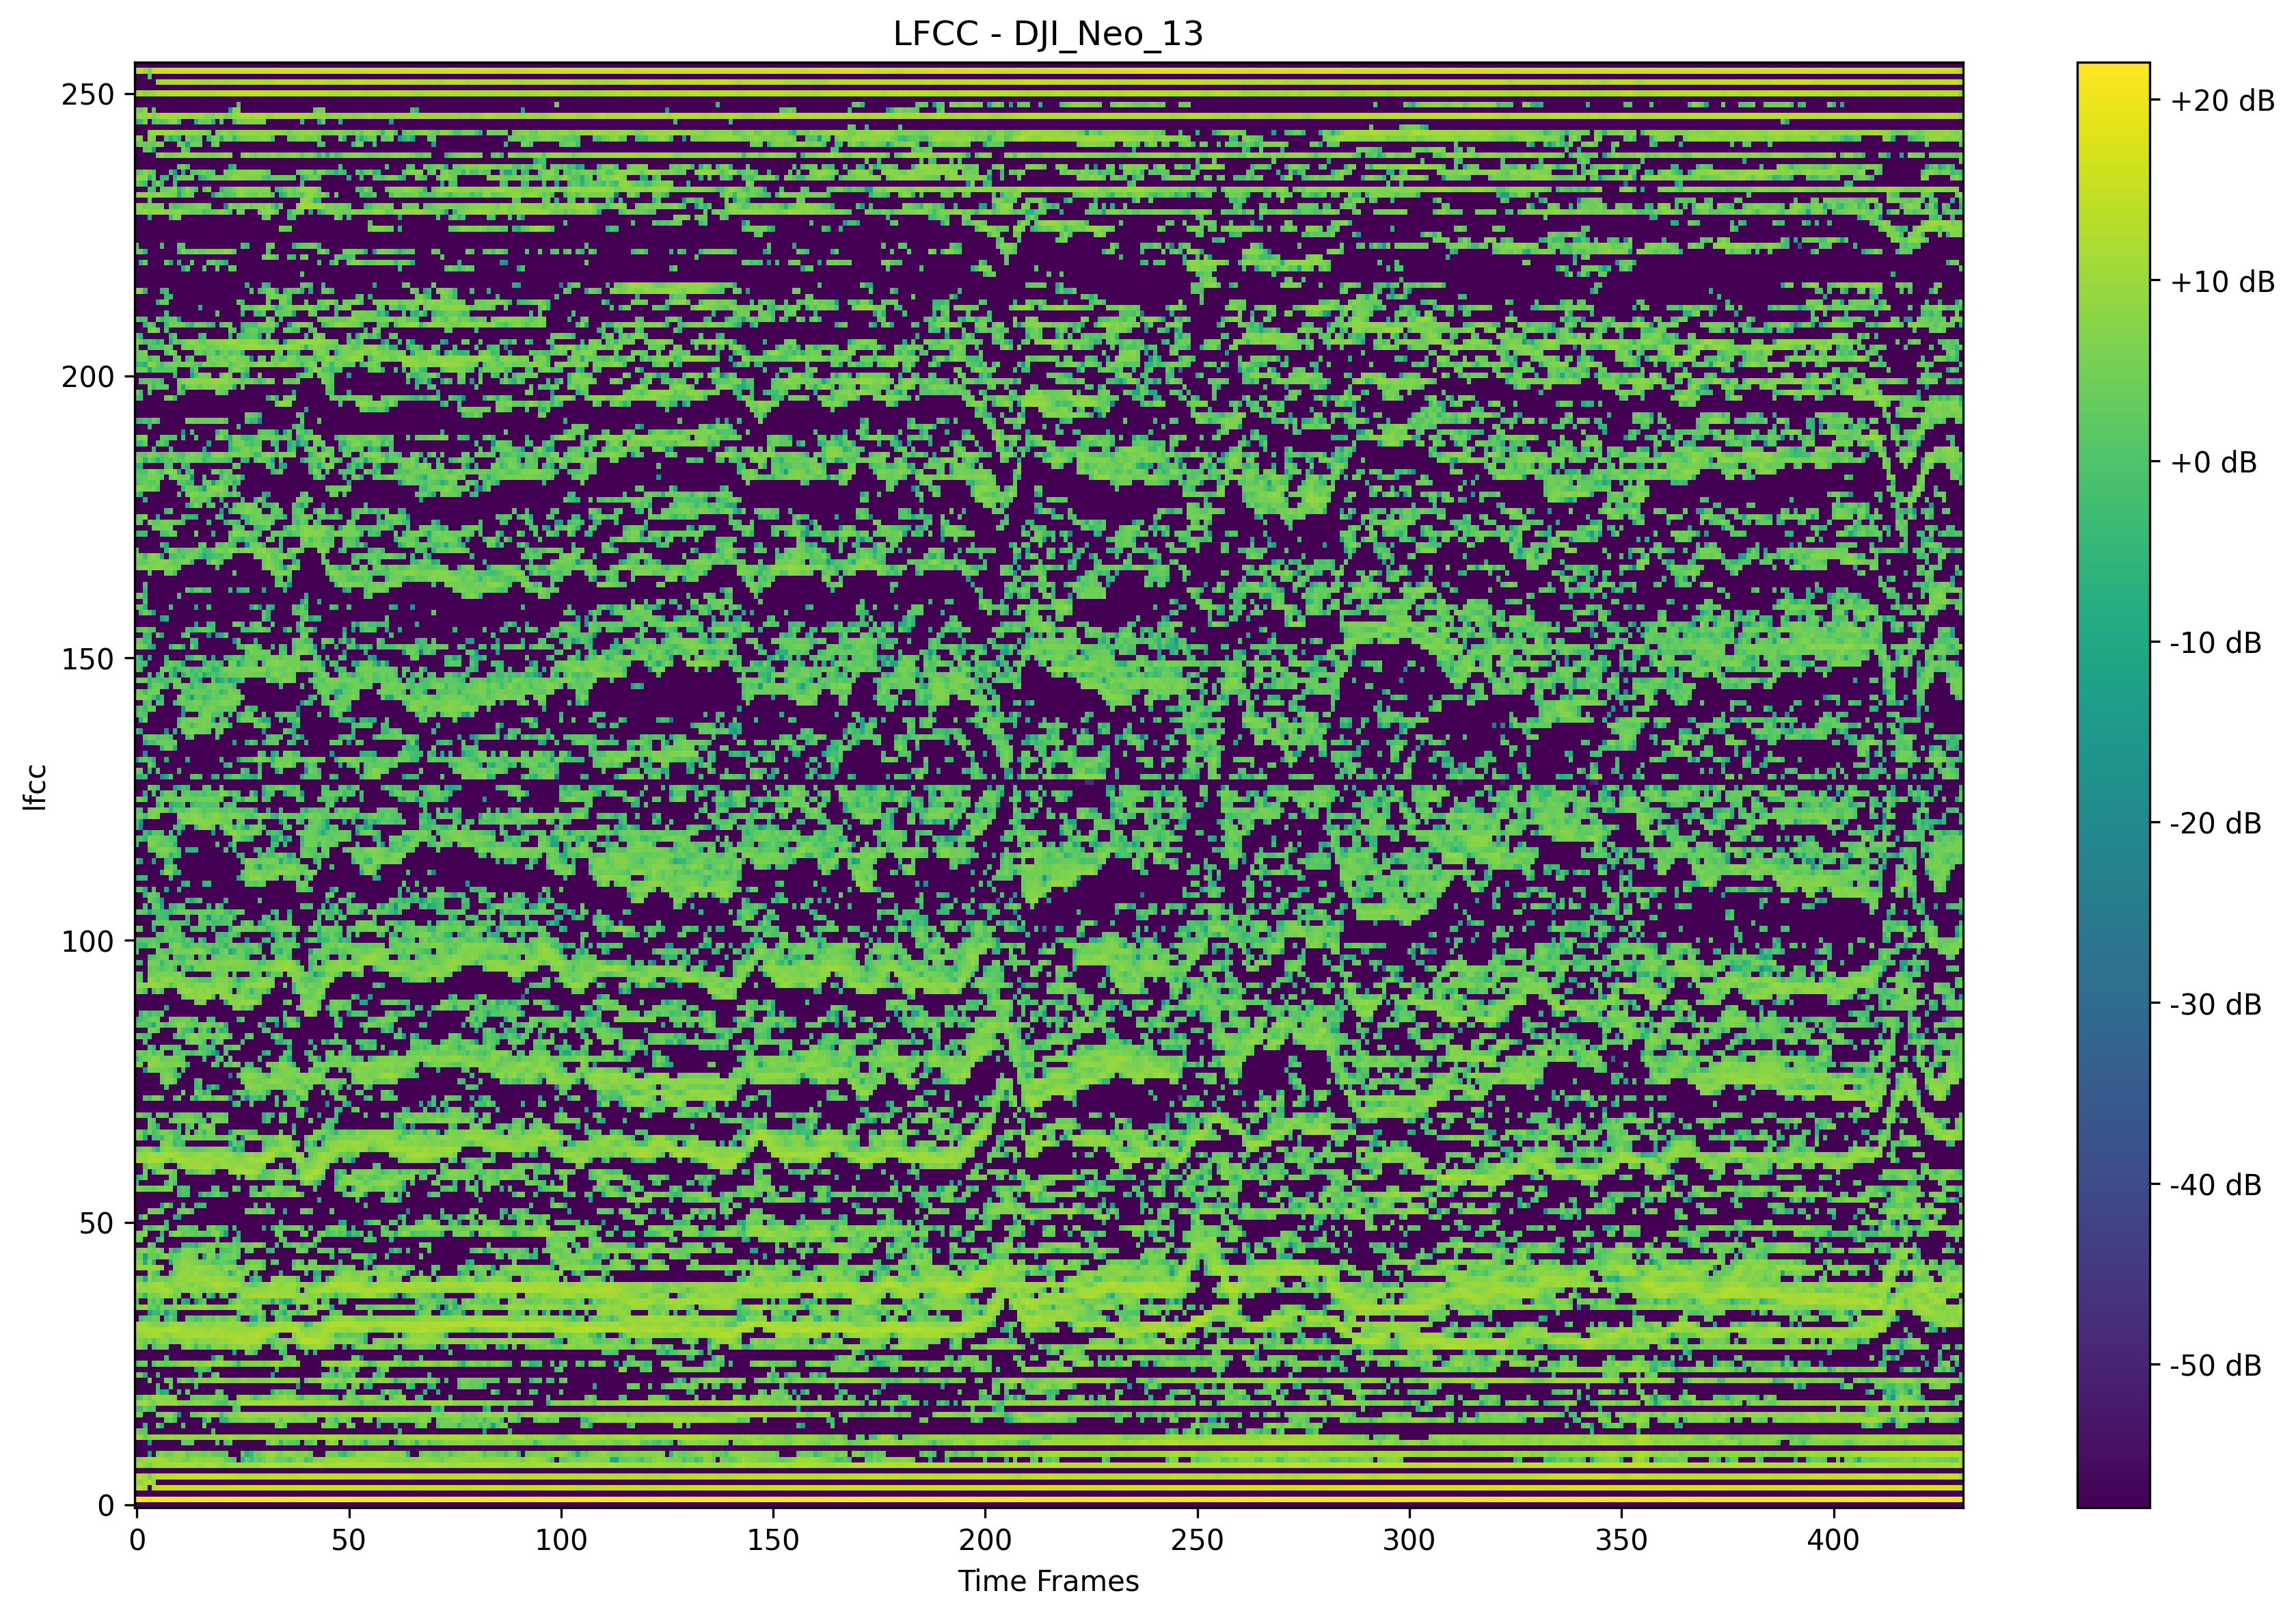 LFCC - DJI_Neo_13
250
200
150
100
50
0
lfcc
0 50 100 150 200 250 300 350 400
Time Frames
+20 dB
+10 dB
+0 dB
-10 dB
-20 dB
-30 dB
-40 dB
-50 dB